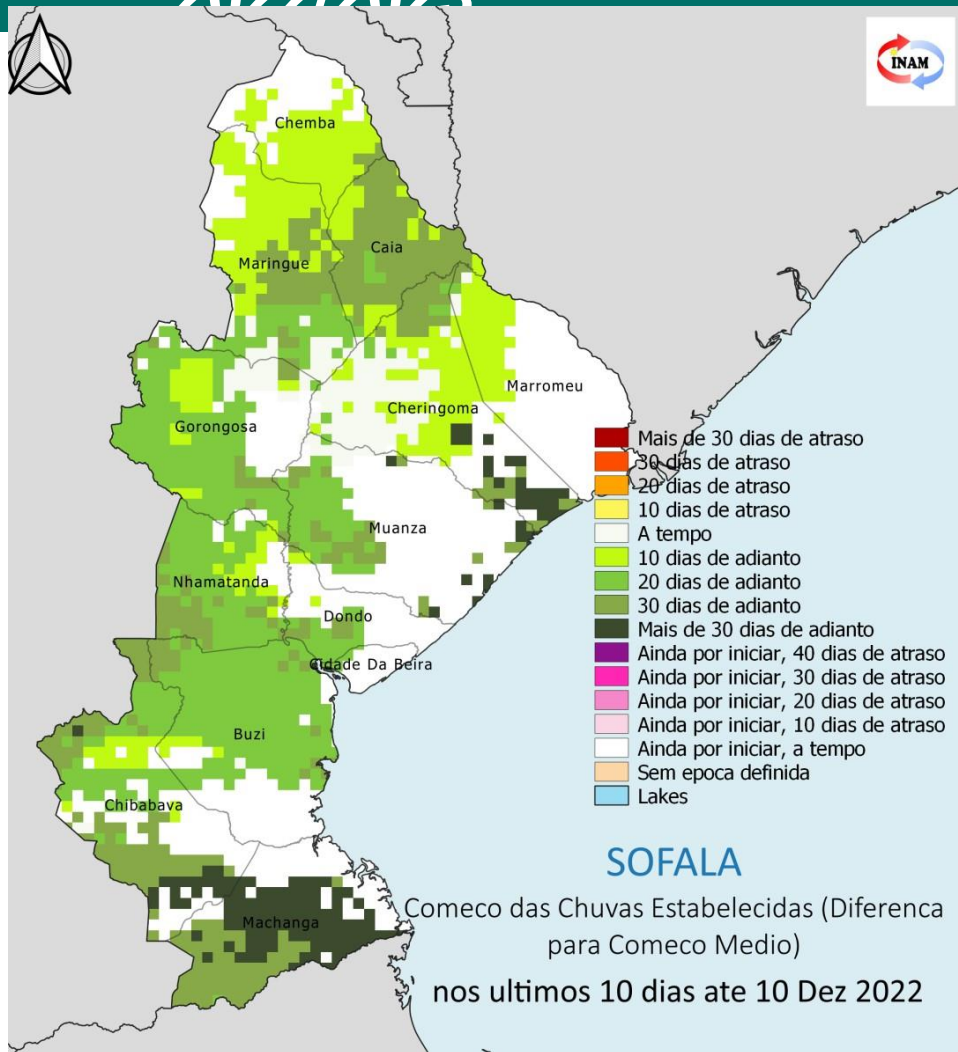 INAM
Chemba
Caia
Maringue
Marromeu
Cheringoma
Gorongosa
Muanza
Nhamatanda
Dondo
Cidade Da Beira
Buzi
Chibabava
Machanga
Mais de 30 dias de atraso
30 dias de atraso
20 dias de atraso
10 dias de atraso
A tempo
10 dias de adianto
20 dias de adianto
30 dias de adianto
Mais de 30 dias de adianto
Ainda por iniciar, 40 dias de atraso
Ainda por iniciar, 30 dias de atraso
Ainda por iniciar, 20 dias de atraso
Ainda por iniciar, 10 dias de atraso
Ainda por iniciar, a tempo
Sem epoca definida
Lakes
SOFALA
Comeco das Chuvas Estabelecidas (Diferenca
para Comeco Medio)
nos ultimos 10 dias ate 10 Dez 2022